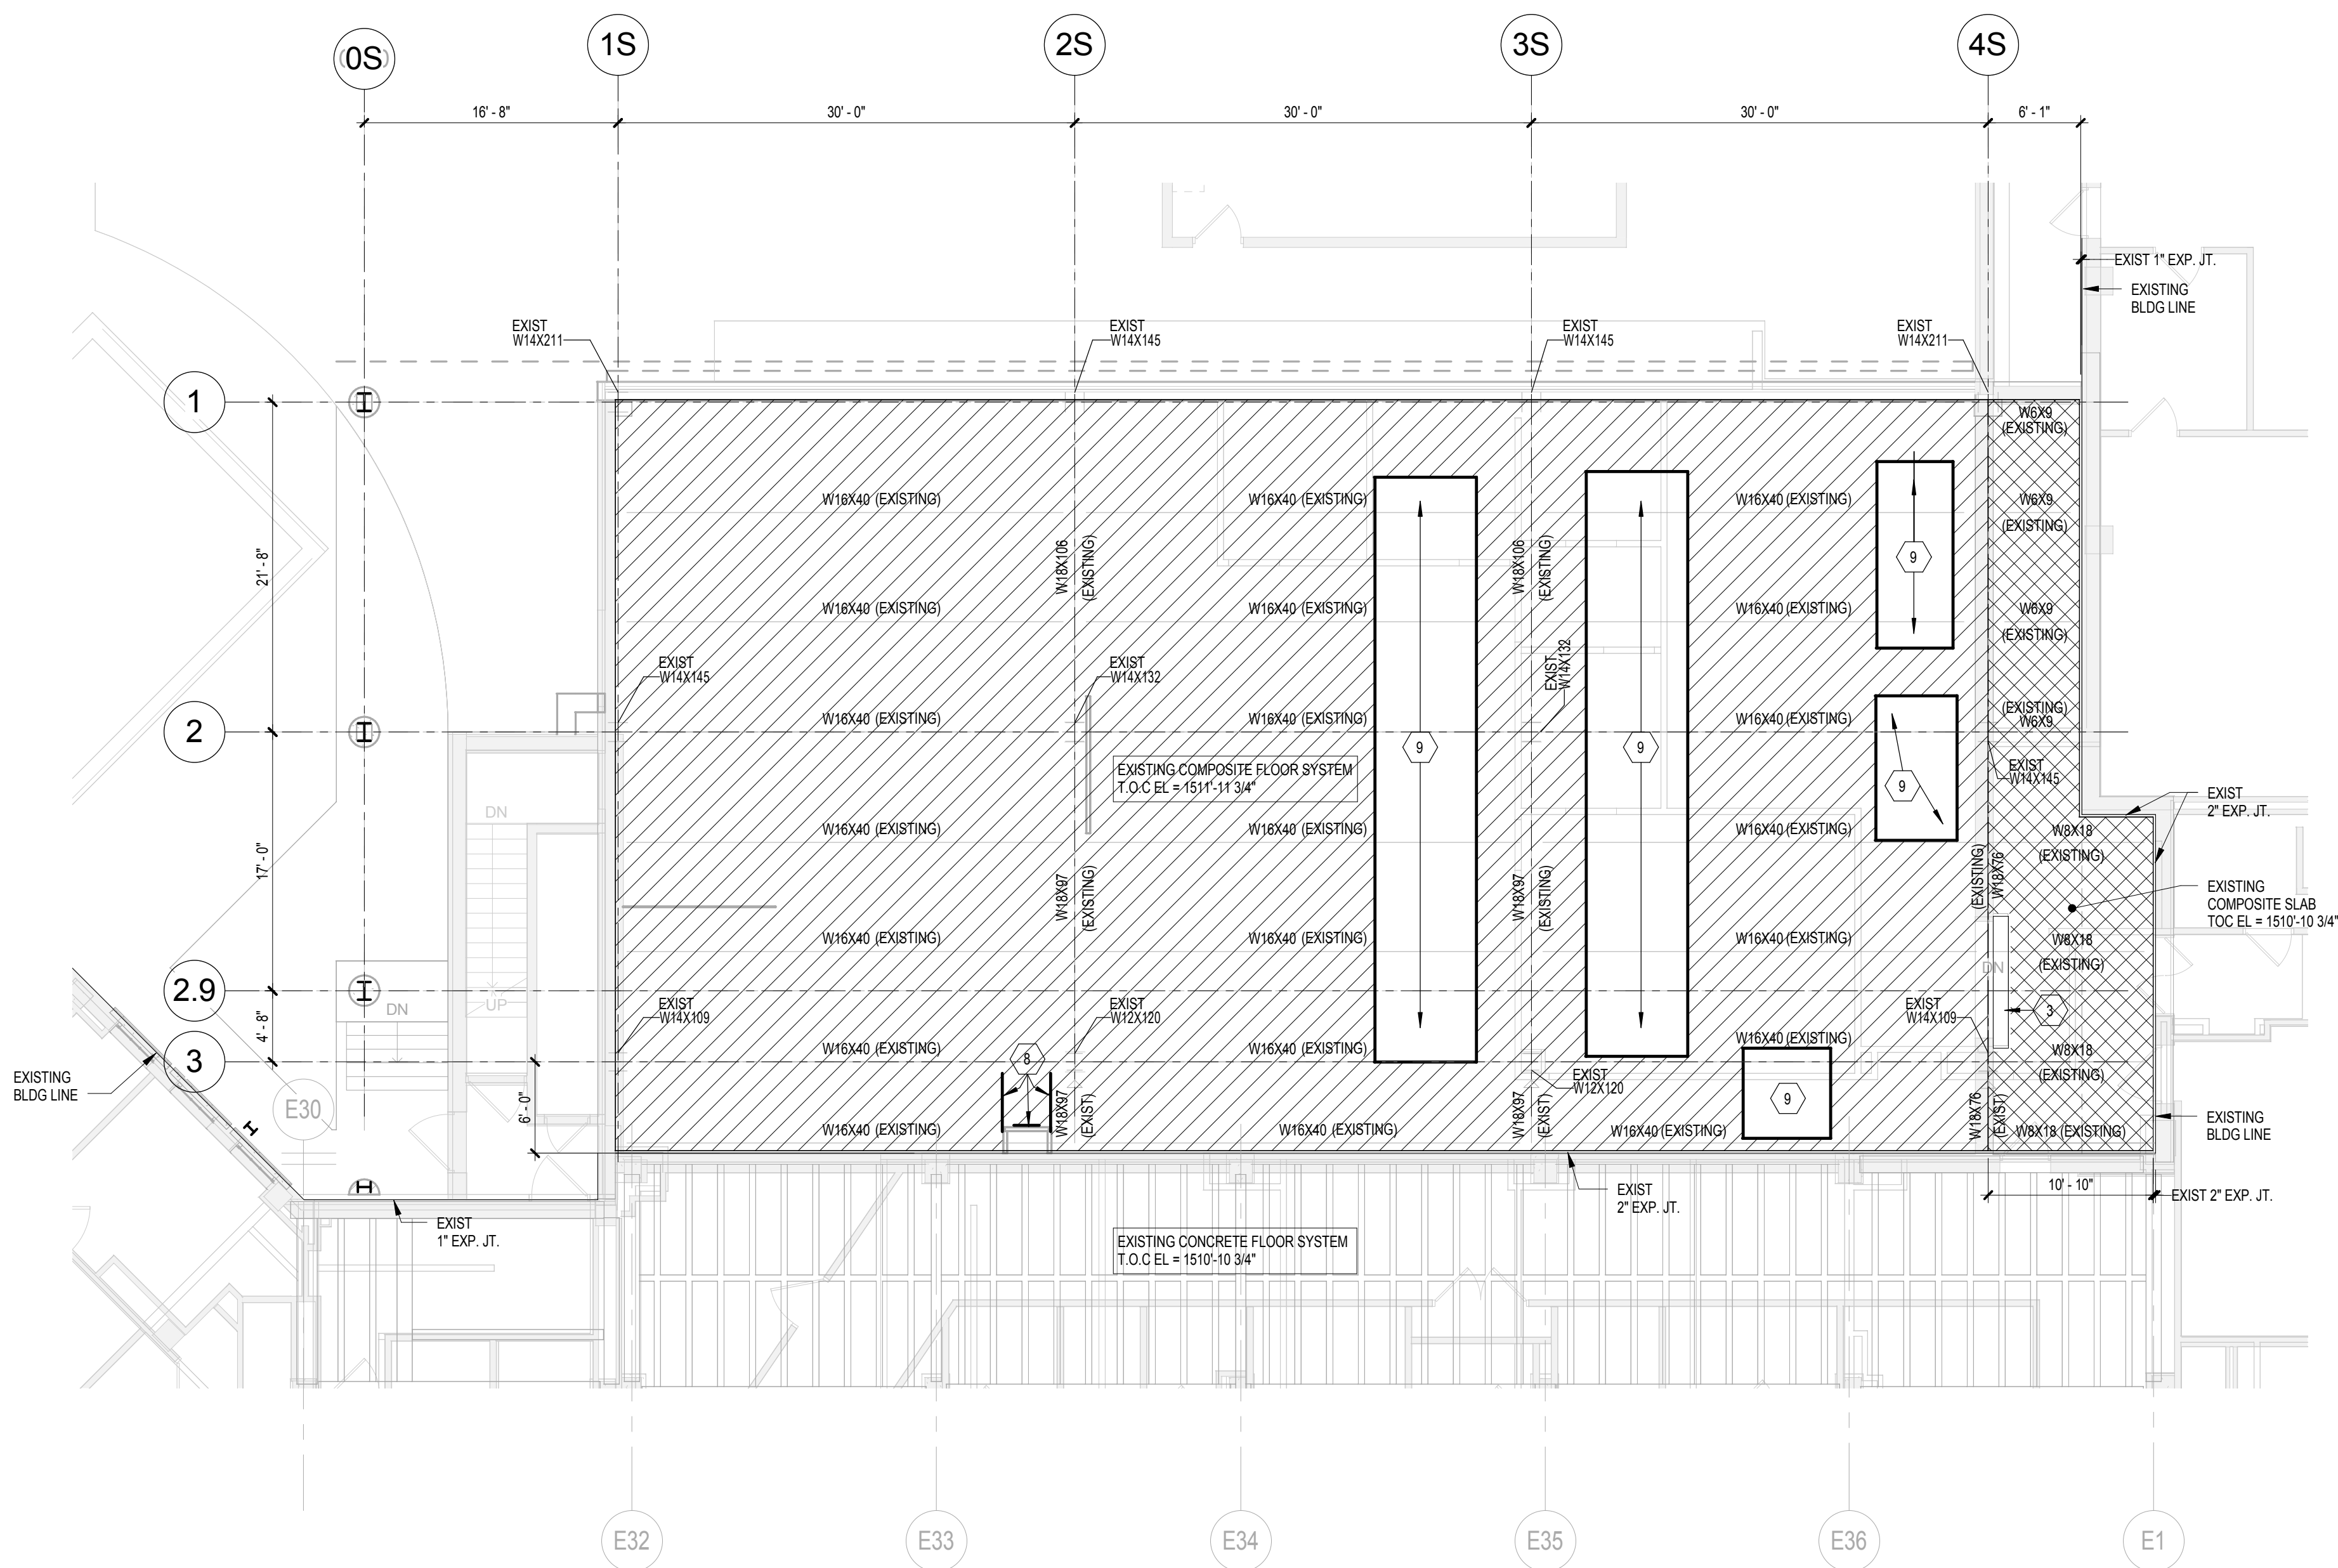 (0S)
1S
2S
3S
4S
16' - 8"
30' - 0"
30' - 0"
30' - 0"
6' - 1"
EXIST 1" EXP. JT.
EXISTING
BLDG LINE
EXIST
W14X211
EXIST
W14X145
EXIST
W14X145
EXIST
W14X211
1
W6X9
(EXISTING)
W16X40 (EXISTING)
W16X40 (EXISTING)
W16X40 (EXISTING)
W6X9
(EXISTING)
21' - 8"
W18X106
(EXISTING)
W18X106
(EXISTING)
9
W16X40 (EXISTING)
W16X40 (EXISTING)
W16X40 (EXISTING)
W6X9
(EXISTING)
EXIST
W14X145
EXIST
W14X132
EXIST
W14X132
2
W16X40 (EXISTING)
W16X40 (EXISTING)
W16X40 (EXISTING)
(EXISTING)
W6X9
9
9
9
EXISTING COMPOSITE FLOOR SYSTEM
T.O.C EL = 1511'-11 3/4"
EXIST
W14X145
EXIST
2" EXP. JT.
DN
17' - 0"
W16X40 (EXISTING)
W16X40 (EXISTING)
W16X40 (EXISTING)
W8X18
(EXISTING)
W18X97
(EXISTING)
W18X97
(EXISTING)
(EXISTING)
W18X76
EXISTING
COMPOSITE SLAB
TOC EL = 1510'-10 3/4"
W16X40 (EXISTING)
W16X40 (EXISTING)
W16X40 (EXISTING)
W8X18
(EXISTING)
DN
2.9
UP
DN
4' - 8"
EXIST
W14X109
EXIST
W12X120
EXIST
W14X109
3
3
W16X40 (EXISTING)
8
W16X40 (EXISTING)
W16X40 (EXISTING)
W8X18
(EXISTING)
EXISTING
BLDG LINE
EXIST
W12X120
E30
6' - 0"
9
W18X97
(EXIST)
W18X97
(EXIST)
W18X76
(EXIST)
W16X40 (EXISTING)
W16X40 (EXISTING)
W16X40 (EXISTING)
W8X18 (EXISTING)
EXISTING
BLDG LINE
10' - 10"
EXIST 2" EXP. JT.
EXIST
2" EXP. JT.
EXIST
1" EXP. JT.
EXISTING CONCRETE FLOOR SYSTEM
T.O.C EL = 1510'-10 3/4"
E32
E33
E34
E35
E36
E1